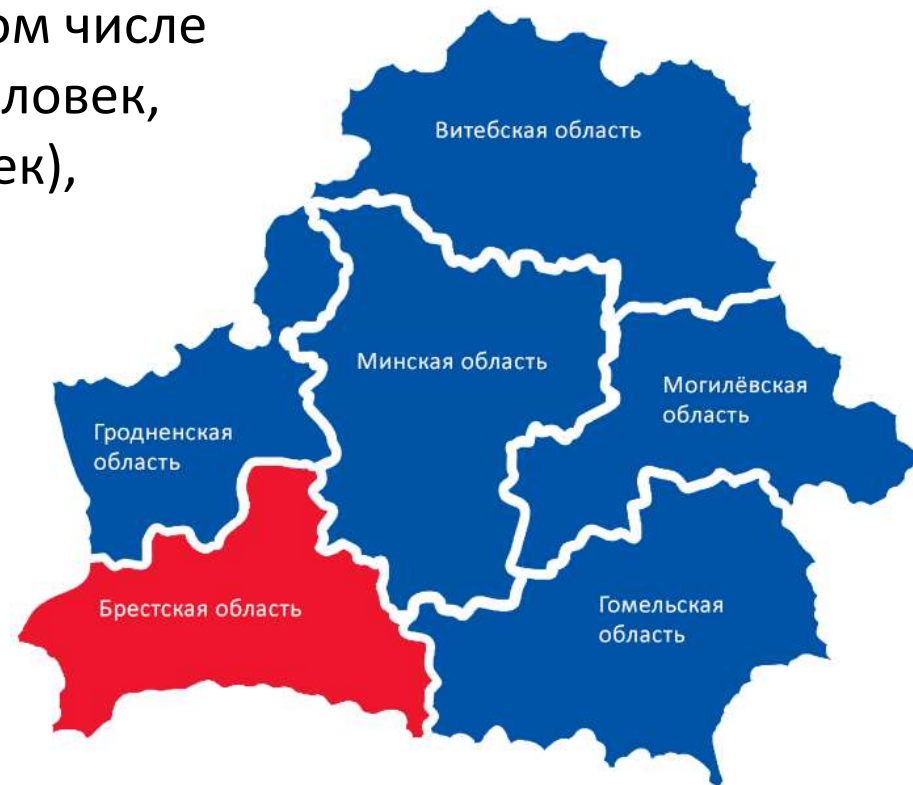 ом числе
ловек,
ек),
Витебская область
Минская область
Могилёвская
область
Гродненская
область
Брестская область
Гомельская
область